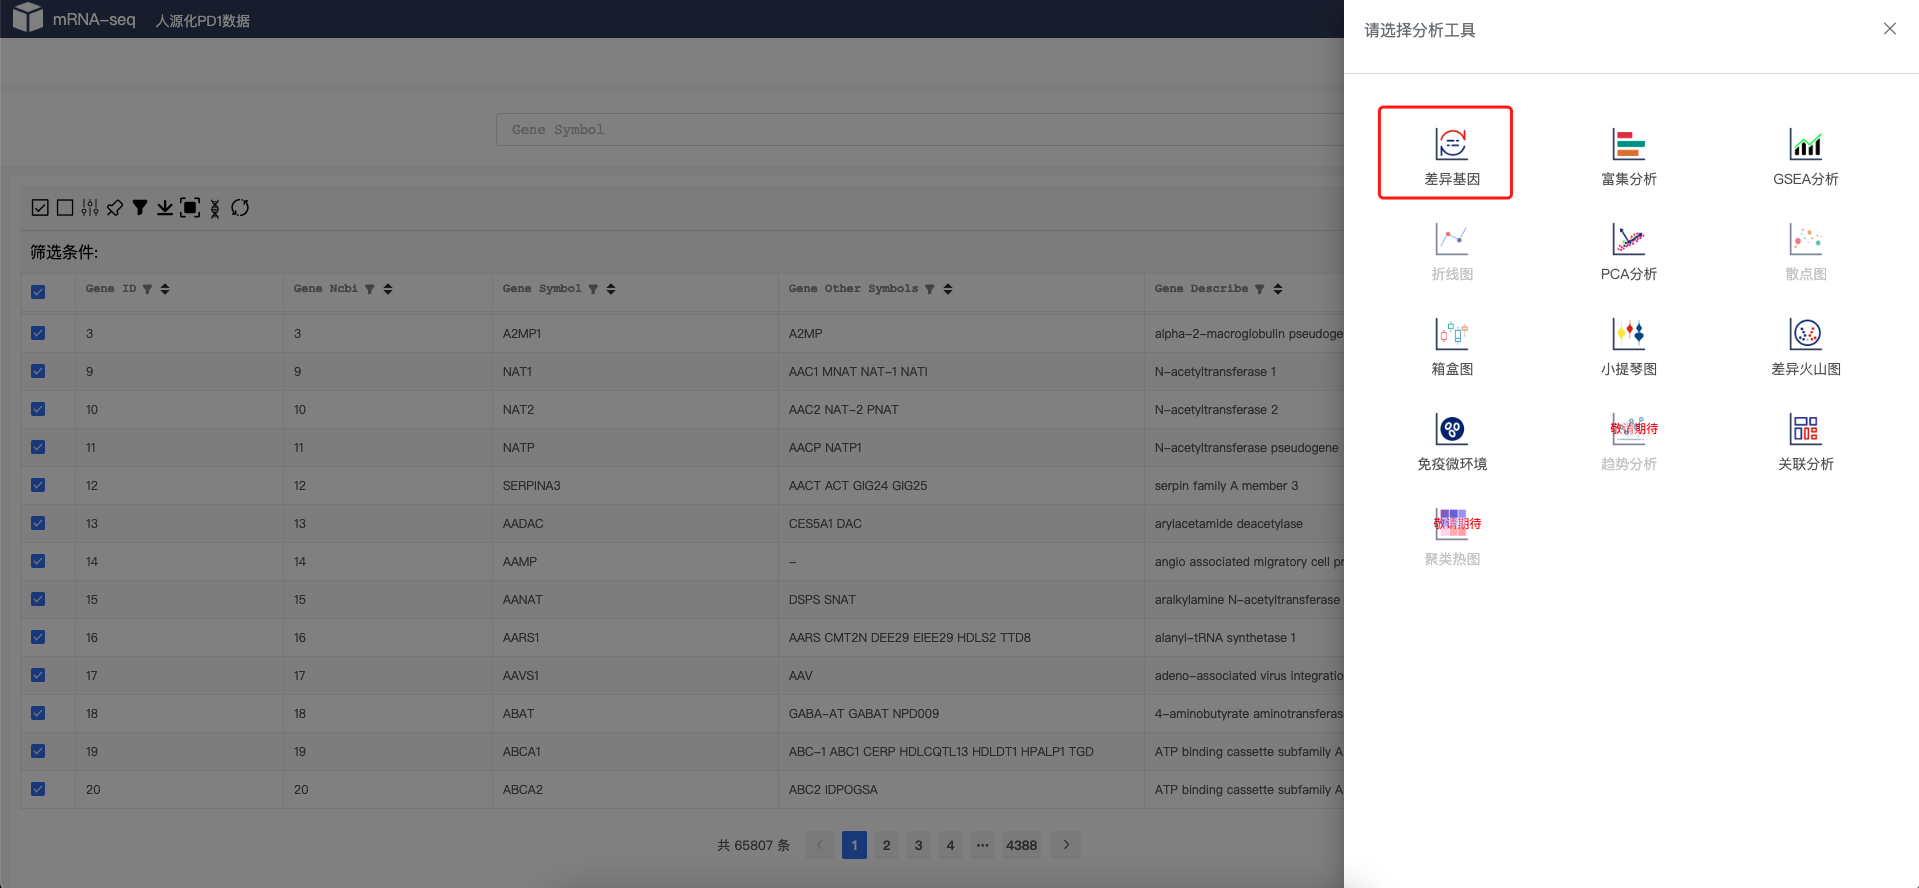 mRNA-seq 人源化PD1数据
Gene Symbol
筛选条件:
Gene ID Gene Ncbi Gene Symbol Gene Other Symbols Gene Describe
3 3 A2MP1 A2MP alpha-2-macroglobulin pseudogene
9 9 NAT1 AAC1 MNAT NAT-1 NATI N-acetyltransferase 1
10 10 NAT2 AAC2 NAT-2 PNAT N-acetyltransferase 2
11 11 NATP AACP NATP1 N-acetyltransferase pseudogene
12 12 SERPINA3 AACT ACT GIG24 GIG25 serpin family A member 3
13 13 AADAC CES5A1 DAC arylacetamide deacetylase
14 14 AAMP - angio associated migratory cell pr
15 15 AANAT DSPS SNAT aralkylamine N-acetyltransferase
16 16 AARS1 AARS CMT2N DEE29 EIEE29 HDLS2 TTD8 alanyl-tRNA synthetase 1
17 17 AAVS1 AAV adeno-associated virus integratio
18 18 ABAT GABA-AT GABAT NPD009 4-aminobutyrate aminotransferas
19 19 ABCA1 ABC-1 ABC1 CERP HDLCQTL13 HDLDT1 HPALP1 TGD ATP binding cassette subfamily A
20 20 ABCA2 ABC2 IDPOGSA ATP binding cassette subfamily A
共 65807 条 1 2 3 4 ••• 4388
请选择分析工具
差异基因 富集分析 GSEA分析
折线图 PCA分析 散点图
箱盒图 小提琴图 差异火山图
敬请期待
免疫微环境 趋势分析 关联分析
敬请期待
聚类热图